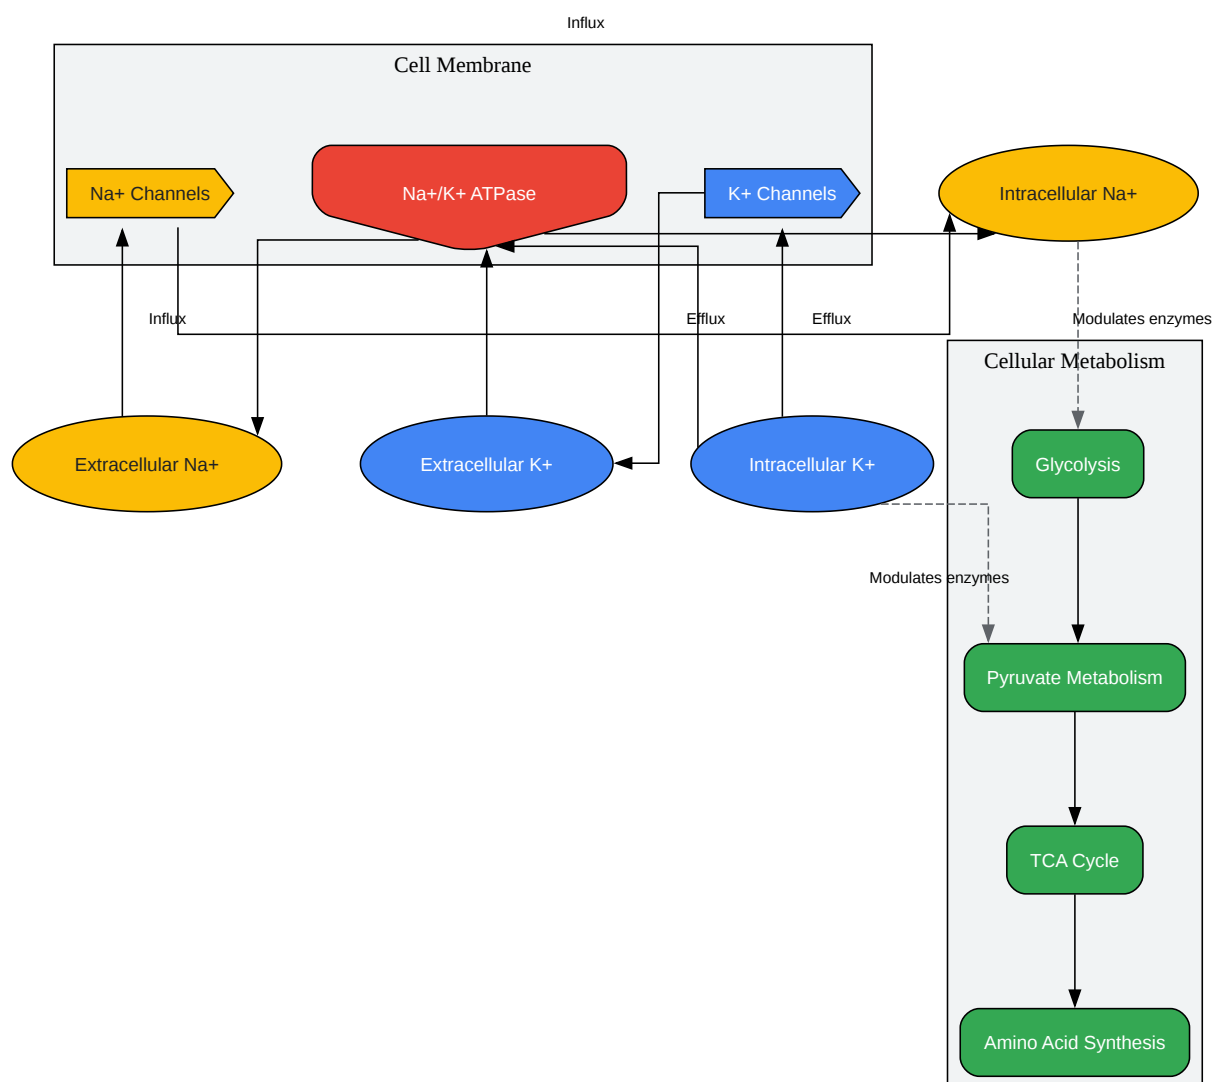 Influx
Cell Membrane
Na+ Channels
Na+/K+ ATPase
K+ Channels
Intracellular Na+
Influx
Efflux
Efflux
Modulates enzymes
Cellular Metabolism
Extracellular Na+
Extracellular K+
Intracellular K+
Glycolysis
Modulates enzymes
Pyruvate Metabolism
TCA Cycle
Amino Acid Synthesis